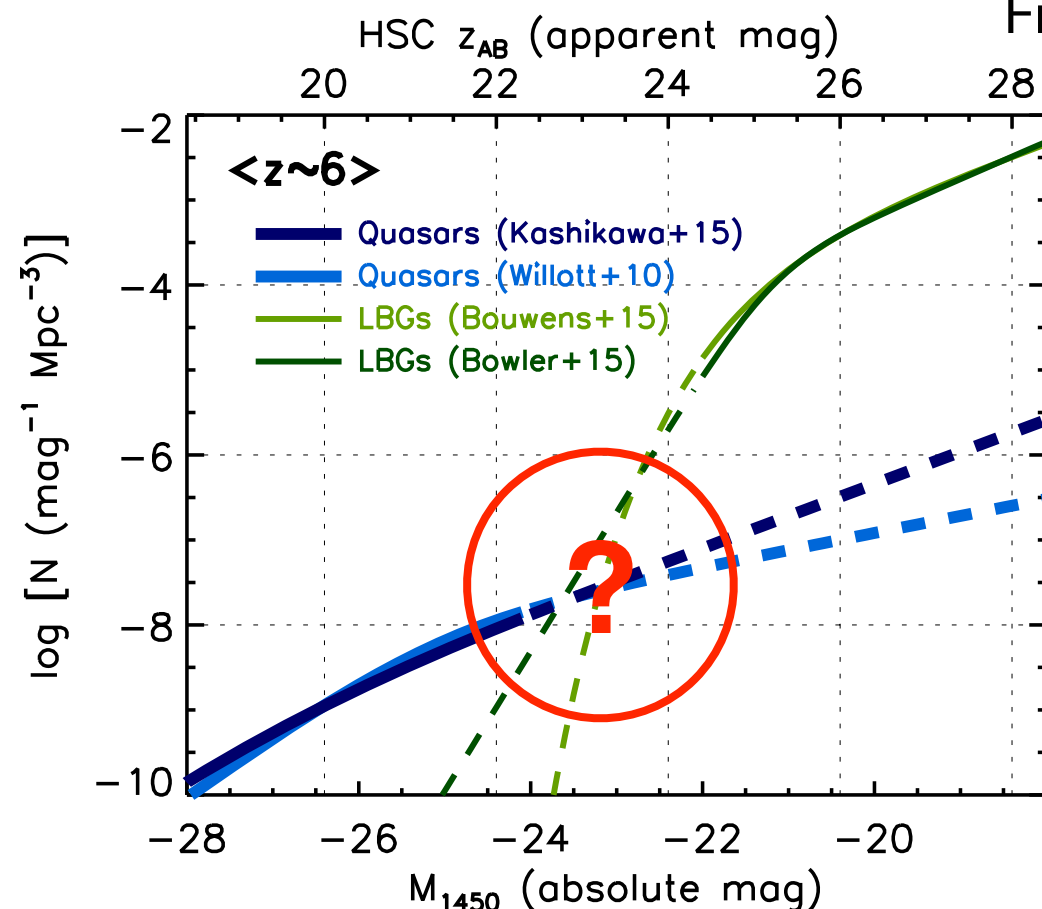 Fr
HSC z_AB (apparent mag)
20 22 24 26 28
<z~6>
Quasars (Kashikawa+15)
Quasars (Willott+10)
LBGs (Bouwens+15)
LBGs (Bowler+15)
log [N (mag⁻¹ Mpc⁻³)]
−2
−4
−6
−8
−10
?
−28 −26 −24 −22 −20
M₁₄₅₀ (absolute mag)